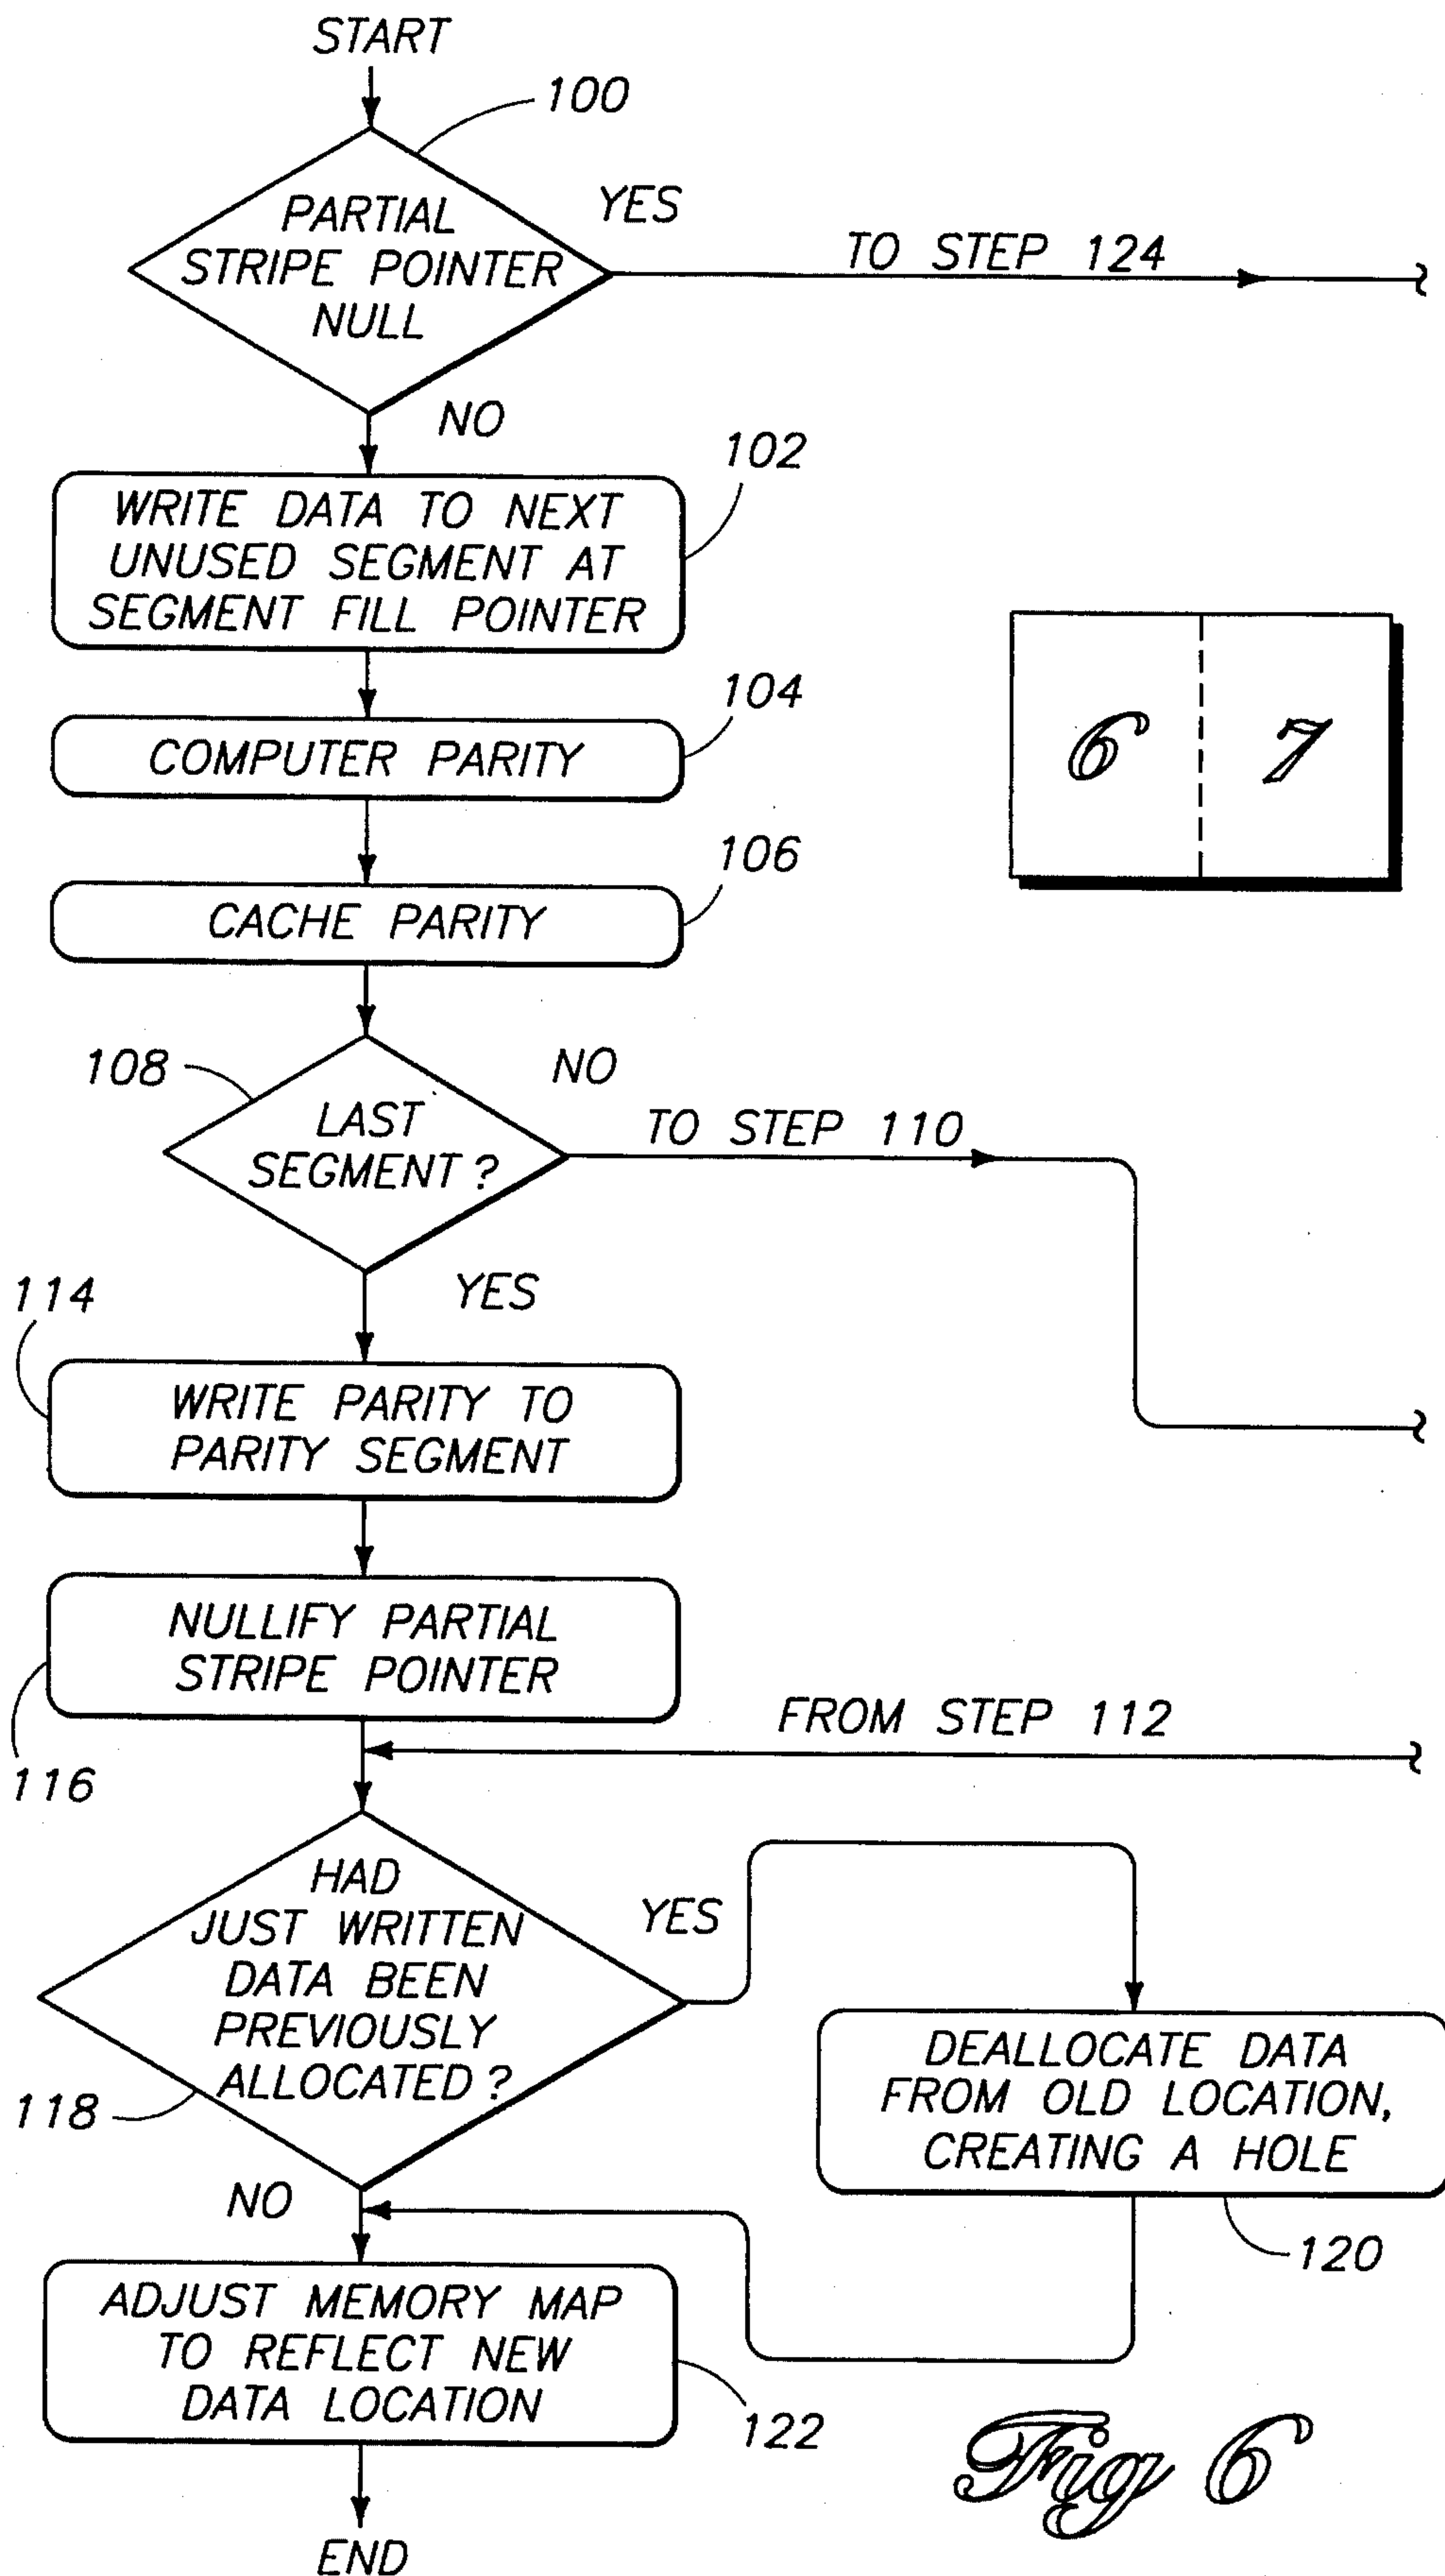 START
100
PARTIAL
STRIPE POINTER
NULL
YES
TO STEP 124
NO
102
WRITE DATA TO NEXT
UNUSED SEGMENT AT
SEGMENT FILL POINTER
104
COMPUTER PARITY
6
7
106
CACHE PARITY
108
LAST
SEGMENT?
NO
TO STEP 110
YES
114
WRITE PARITY TO
PARITY SEGMENT
NULLIFY PARTIAL
STRIPE POINTER
116
FROM STEP 112
HAD
JUST WRITTEN
DATA BEEN
PREVIOUSLY
ALLOCATED?
118
YES
DEALLOCATE DATA
FROM OLD LOCATION,
CREATING A HOLE
120
NO
ADJUST MEMORY MAP
TO REFLECT NEW
DATA LOCATION
122
END
Fig 6